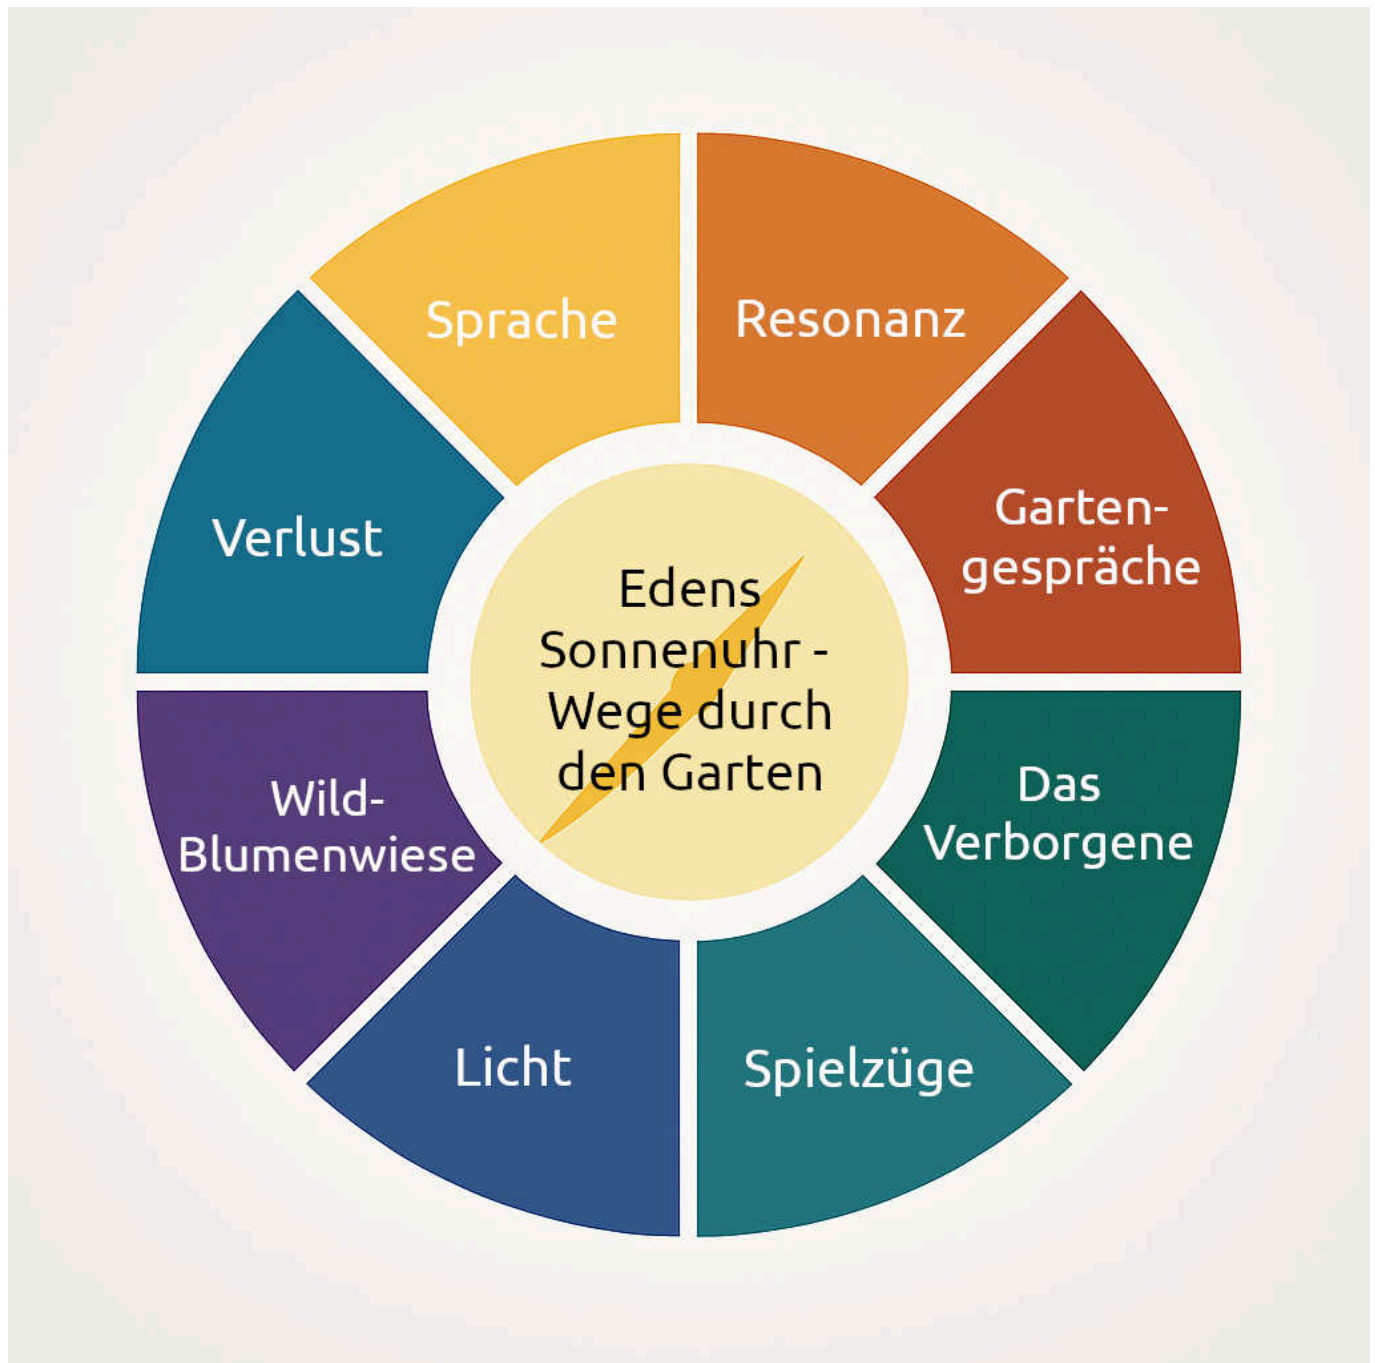 Sprache
Resonanz
Garten-
gespräche
Das
Verborgene
Spielzüge
Licht
Wild-
Blumenwiese
Verlust
Edens
Sonnenuhr -
Wege durch
den Garten